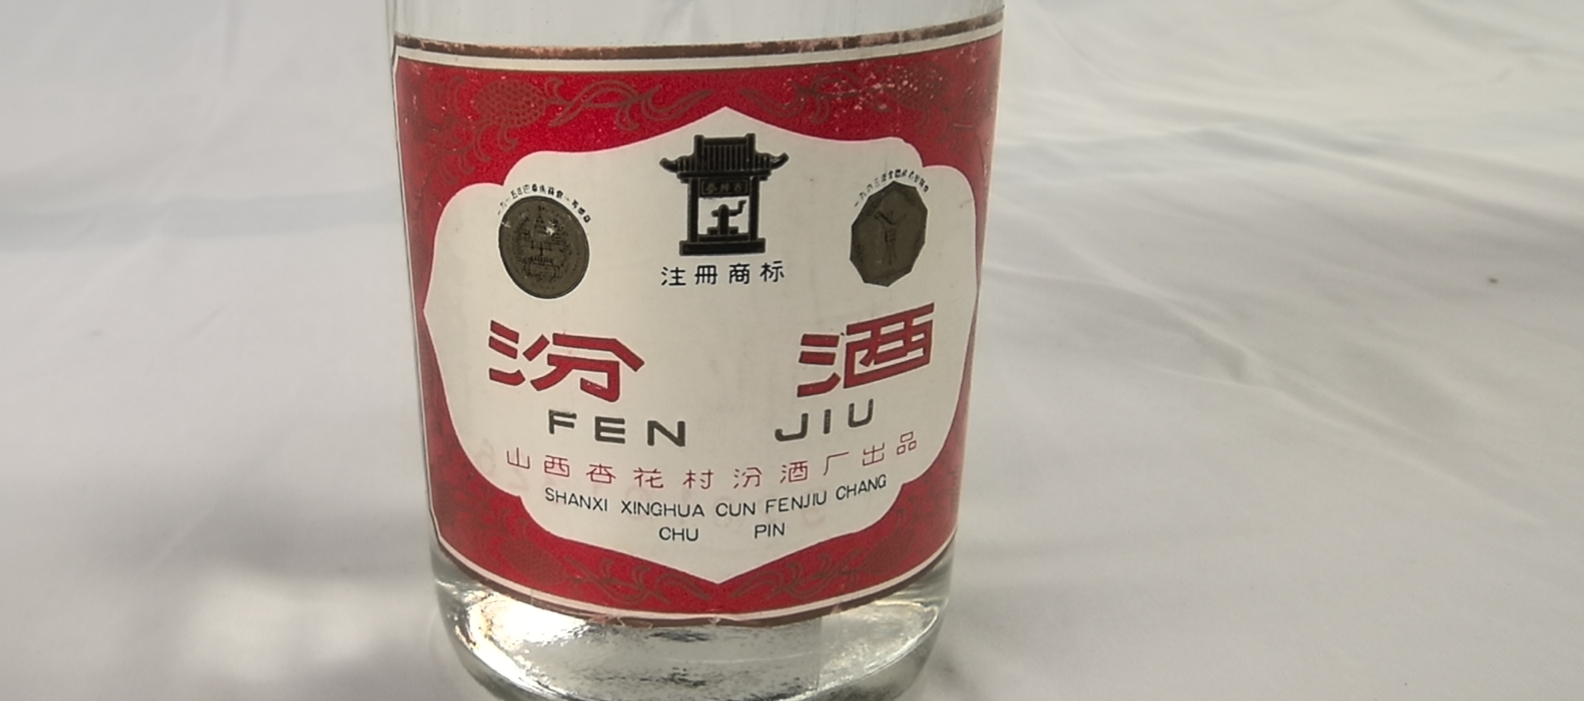 注册商标
汾酒
FEN JIU
山西杏花村汾酒厂出品
SHANXI XINGHUA CUN FENJIU CHANG
CHU PIN